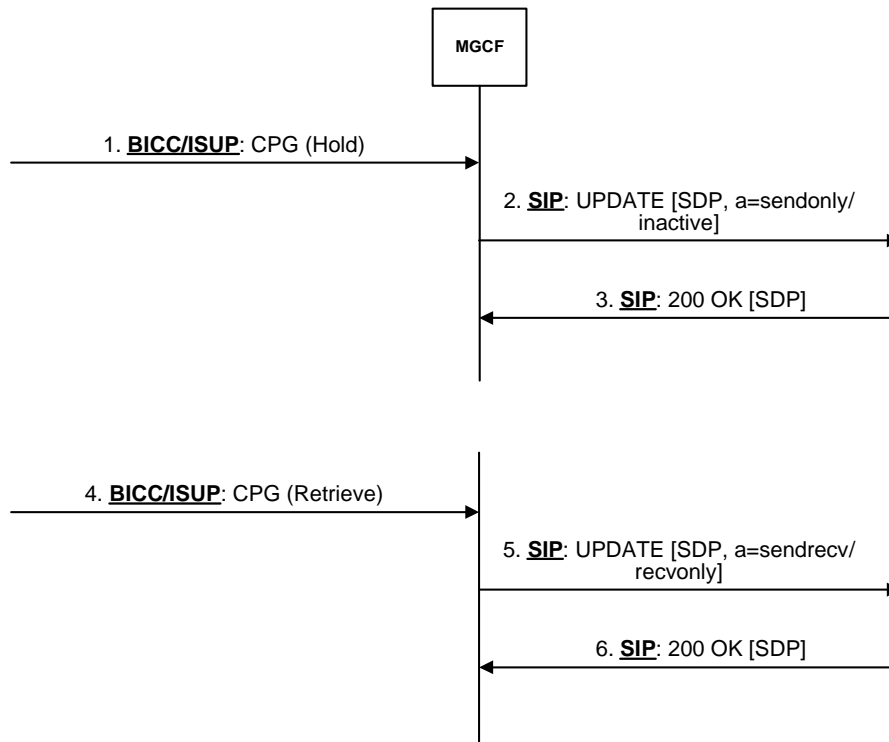 MGCF
1. BICC/ISUP: CPG (Hold)
2. SIP: UPDATE [SDP, a=sendonly/
inactive]
3. SIP: 200 OK [SDP]
4. BICC/ISUP: CPG (Retrieve)
5. SIP: UPDATE [SDP, a=sendrecv/
recvonly]
6. SIP: 200 OK [SDP]